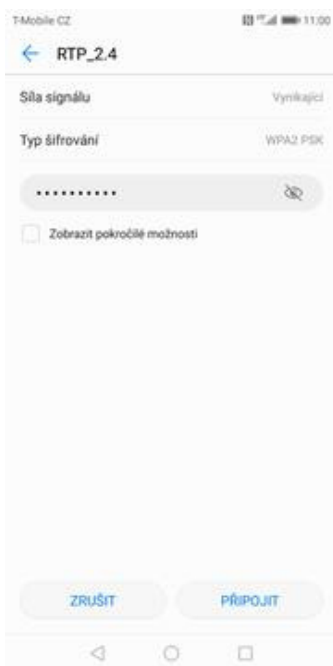 T-Mobile CZ 11:00
RTP_2.4
Síla signálu Vynikající
Typ šifrování WPA2 PSK
••••••••••
Zobrazit pokročilé možnosti
ZRUŠIT PŘIPOJIT